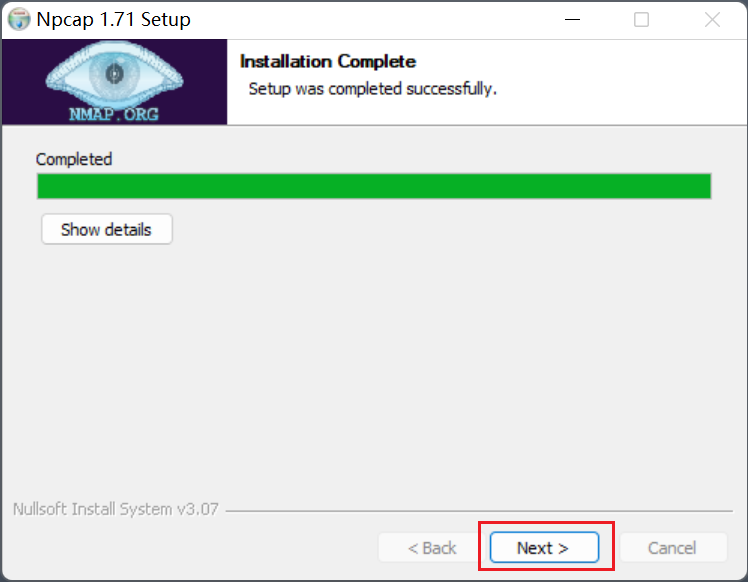 Npcap 1.71 Setup
NMAP.ORG
Installation Complete
Setup was completed successfully.
Completed
Show details
Nullsoft Install System v3.07
< Back
Next >
Cancel